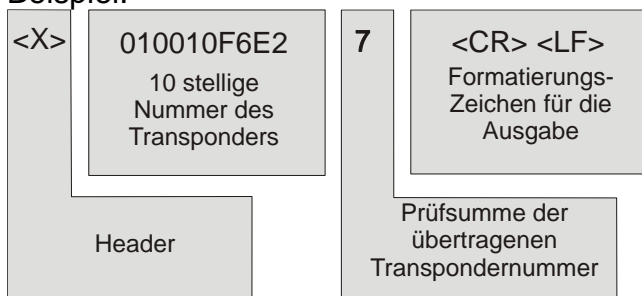 Beispiel:
<X> 010010F6E2 7 <CR> <LF>
10 stellige
Nummer des
Transponders
Formatierungs-
Zeichen für die
Ausgabe
Header
Prüfsumme der
übertragenen
Transpondernummer